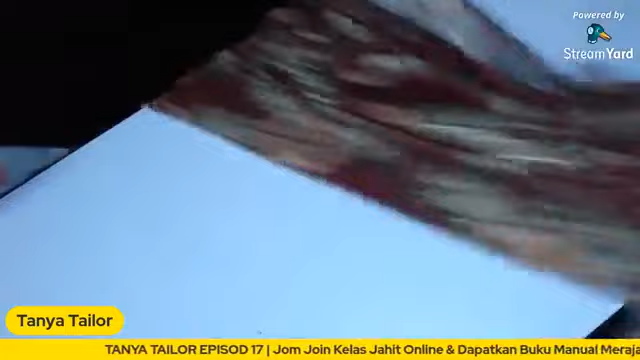 Powered by
StreamYard
Tanya Tailor
TANYA TAILOR EPISOD 17 | Jom Join Kelas Jahit Online & Dapatkan Buku Manual